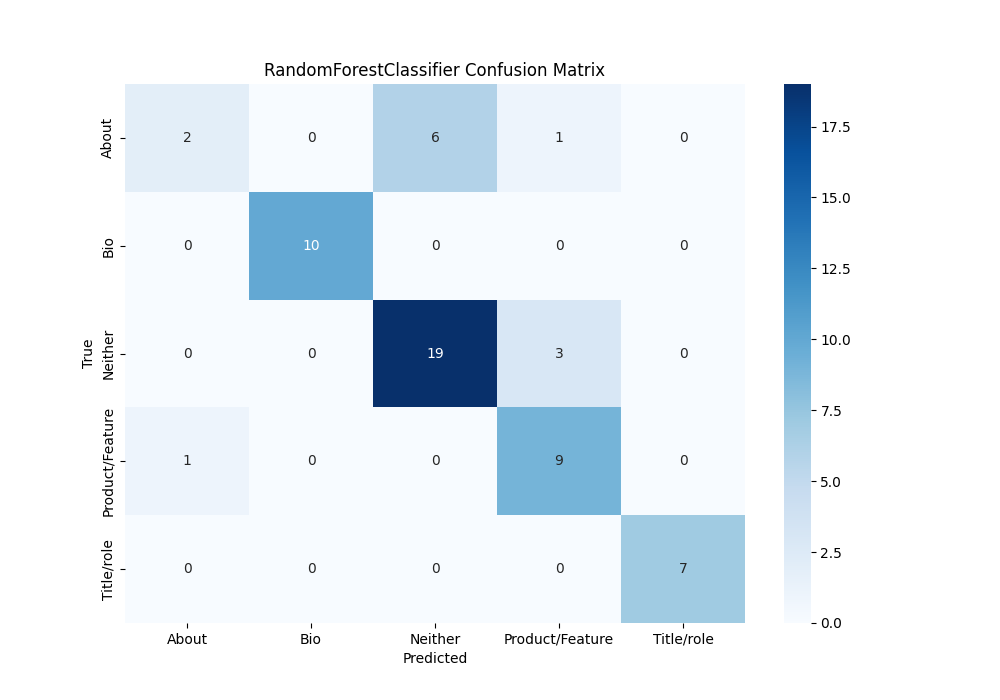 RandomForestClassifier Confusion Matrix
True
About
2 0 6 1 0
Bio
0 10 0 0 0
Neither
0 0 19 3 0
Product/Feature
1 0 0 9 0
Title/role
0 0 0 0 7
About Bio Neither Product/Feature Title/role
Predicted
17.5
15.0
12.5
10.0
7.5
5.0
2.5
0.0